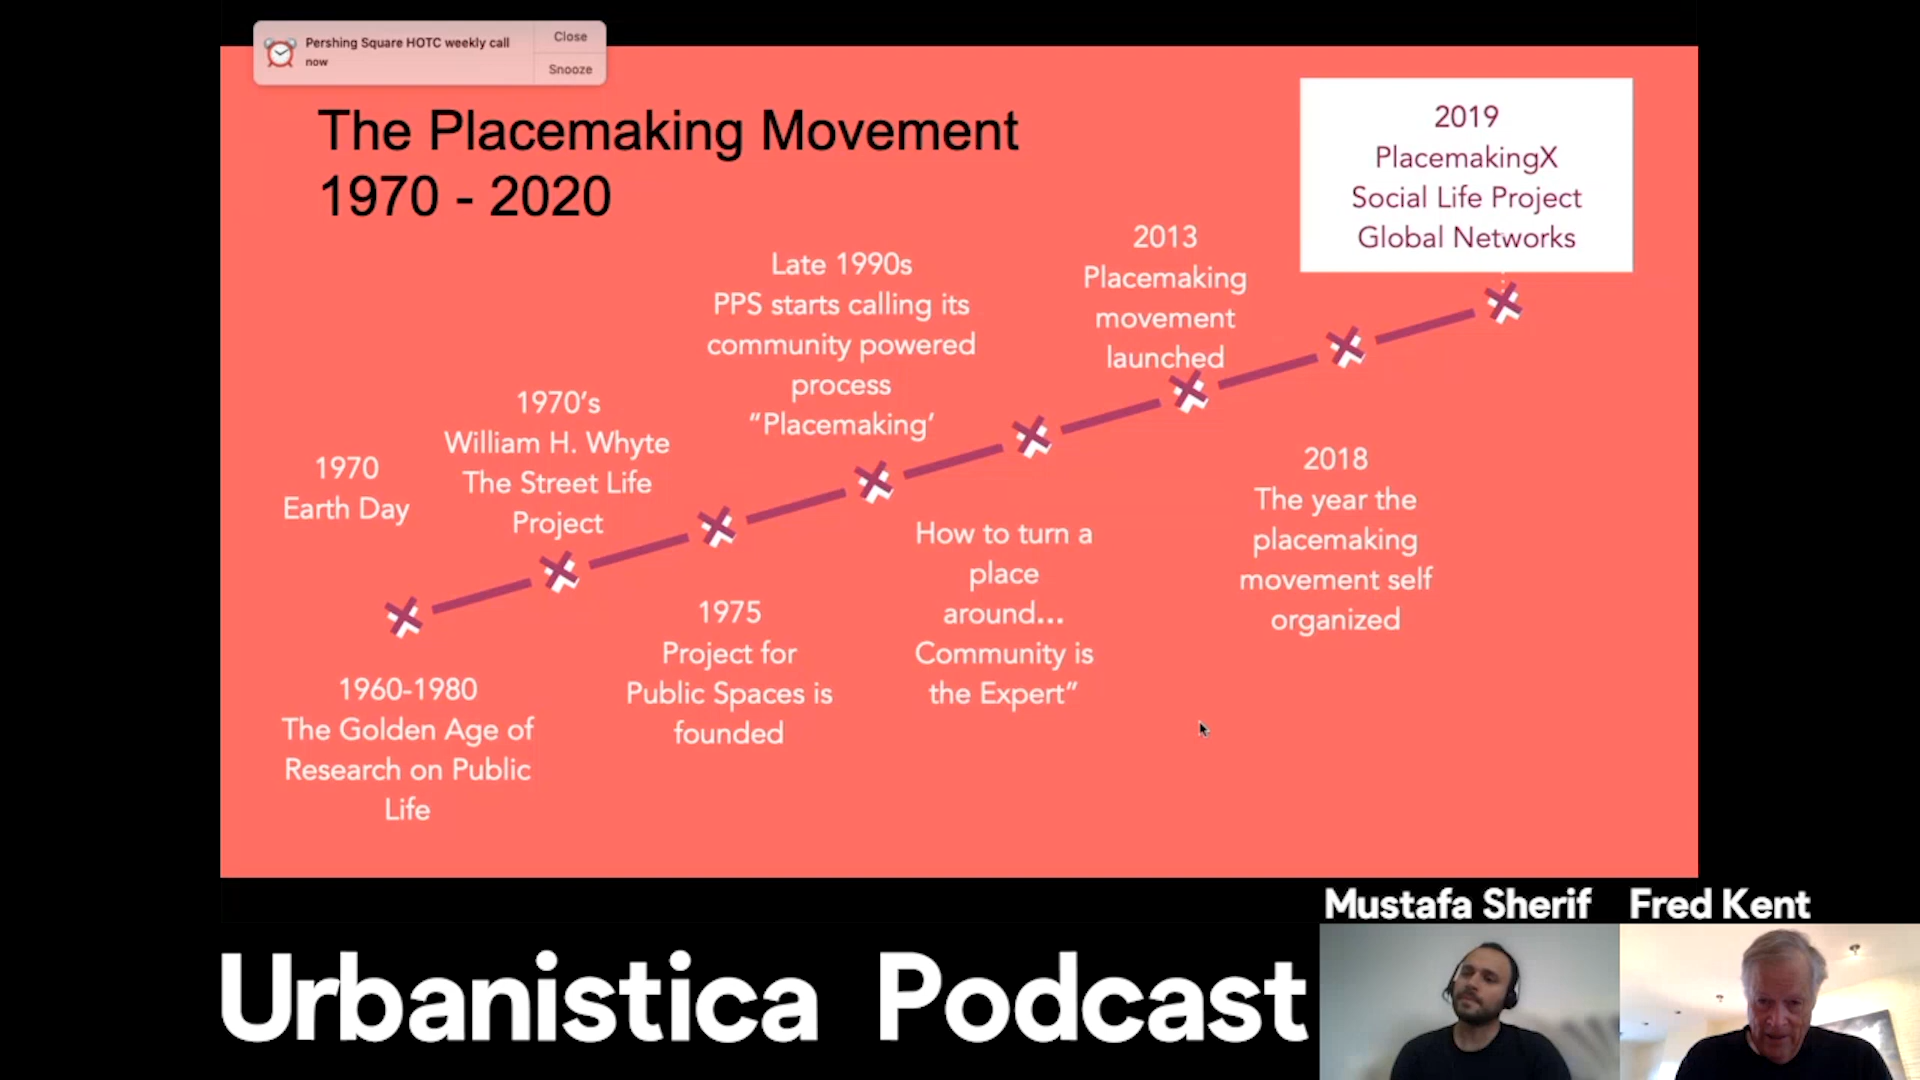 Pershing Square HOTC weekly call
now
Close
Snooze
The Placemaking Movement
1970 - 2020
2019
PlacemakingX
Social Life Project
Global Networks
2013
Placemaking
movement
launched
Late 1990s
PPS starts calling its
community powered
process
“Placemaking’
1970’s
William H. Whyte
The Street Life
Project
1970
Earth Day
2018
The year the
placemaking
movement self
organized
How to turn a
place
around...
Community is
the Expert”
1975
Project for
Public Spaces is
founded
1960-1980
The Golden Age of
Research on Public
Life
Mustafa Sherif
Fred Kent
Urbanistica Podcast